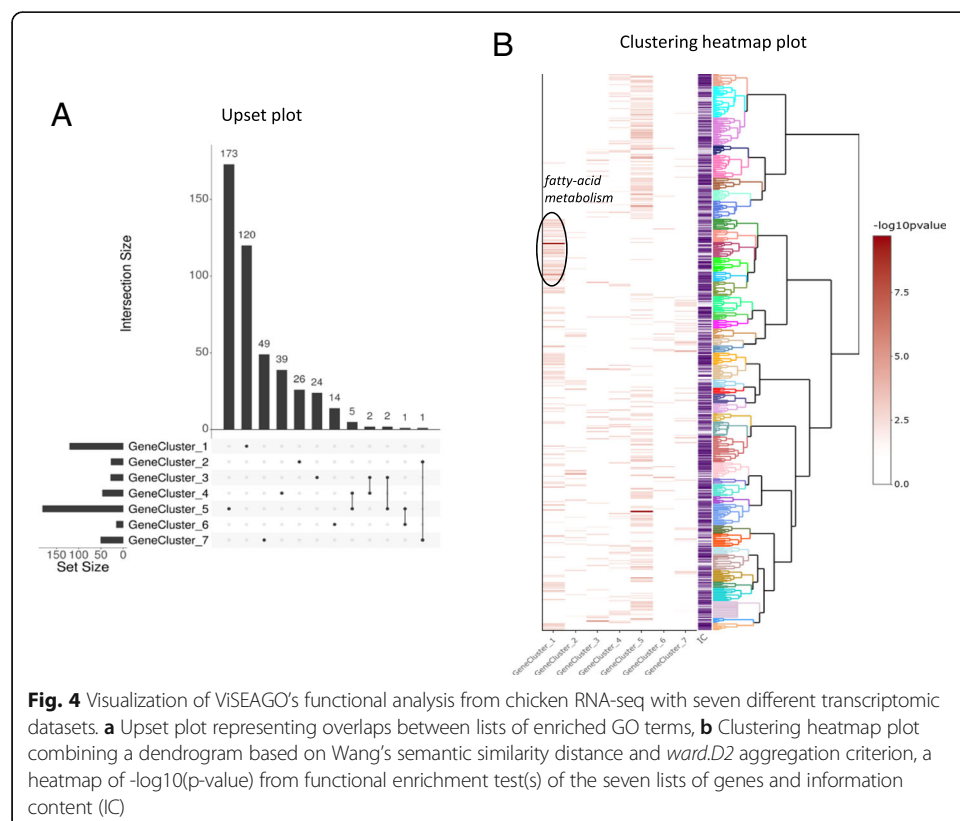 A
Upset plot
B
Clustering heatmap plot
173
120
49
39
26
24
14
5
2
2
1
1
150
100
50
0
Intersection Size
GeneCluster_1
GeneCluster_2
GeneCluster_3
GeneCluster_4
GeneCluster_5
GeneCluster_6
GeneCluster_7
150 100 50 0
Set Size
fatty-acid
metabolism
-log10pvalue
7.5
5.0
2.5
0.0
GeneCluster_1
GeneCluster_2
GeneCluster_3
GeneCluster_4
GeneCluster_5
GeneCluster_6
GeneCluster_7
IC
Fig. 4 Visualization of ViSEAGO's functional analysis from chicken RNA-seq with seven different transcriptomic
datasets. a Upset plot representing overlaps between lists of enriched GO terms, b Clustering heatmap plot
combining a dendrogram based on Wang's semantic similarity distance and ward.D2 aggregation criterion, a
heatmap of -log10(p-value) from functional enrichment test(s) of the seven lists of genes and information
content (IC)